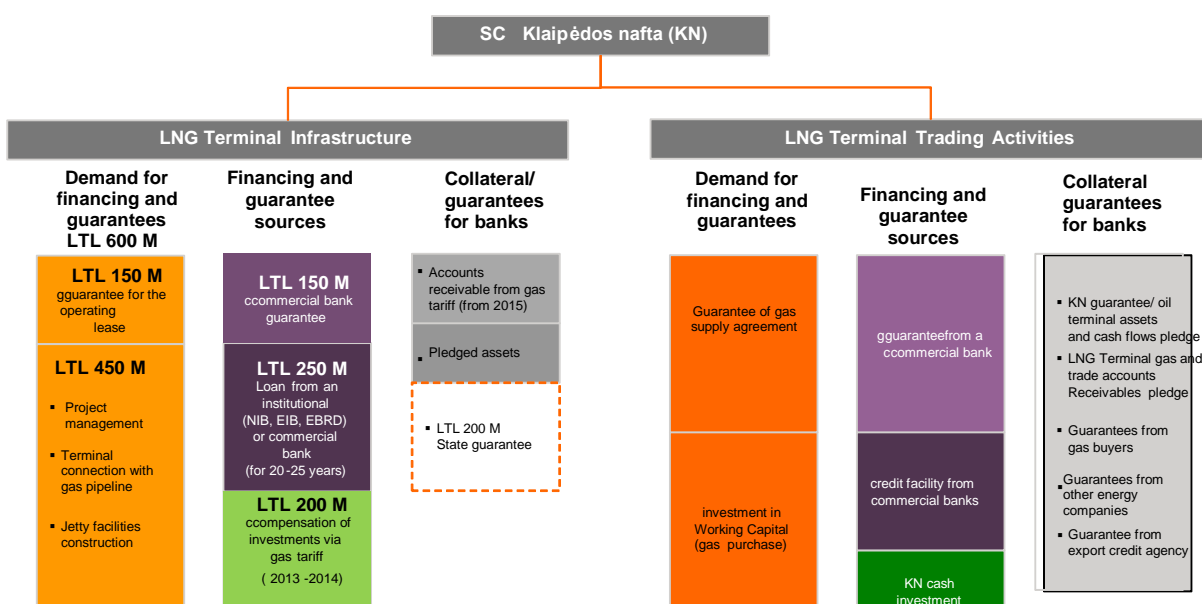 SC Klaipėdos nafta (KN)
LNG Terminal Infrastructure
Demand for
financing and
guarantees
LTL 600 M
Financing and
guarantee
sources
Collateral/
guarantees
for banks
LTL 150 M
gguarantee for the
operating
lease
LTL 450 M
▪ Project
management
▪ Terminal
connection with
gas pipeline
▪ Jetty facilities
construction
LTL 150 M
ccommercial bank
guarantee
LTL 250 M
Loan from an
institutional
(NIB, EIB, EBRD)
or commercial
bank
(for 20-25 years)
LTL 200 M
ccompensation of
investments via
gas tariff
( 2013 -2014)
▪ Accounts
receivable from gas
tariff (from 2015)
▪ Pledged assets
▪ LTL 200 M
State guarantee
LNG Terminal Trading Activities
Demand for
financing and
guarantees
Financing and
guarantee
sources
Collateral
guarantees
for banks
Guarantee of gas
supply agreement
investment in
Working Capital
(gas purchase)
gguaranteefrom a
ccommercial bank
credit facility from
commercial banks
KN cash
investment
▪ KN guarantee/ oil
terminal assets
and cash flows pledge
▪ LNG Terminal gas and
trade accounts
Receivables pledge
▪ Guarantees from
gas buyers
▪ Guarantees from
other energy
companies
▪ Guarantee from
export credit agency